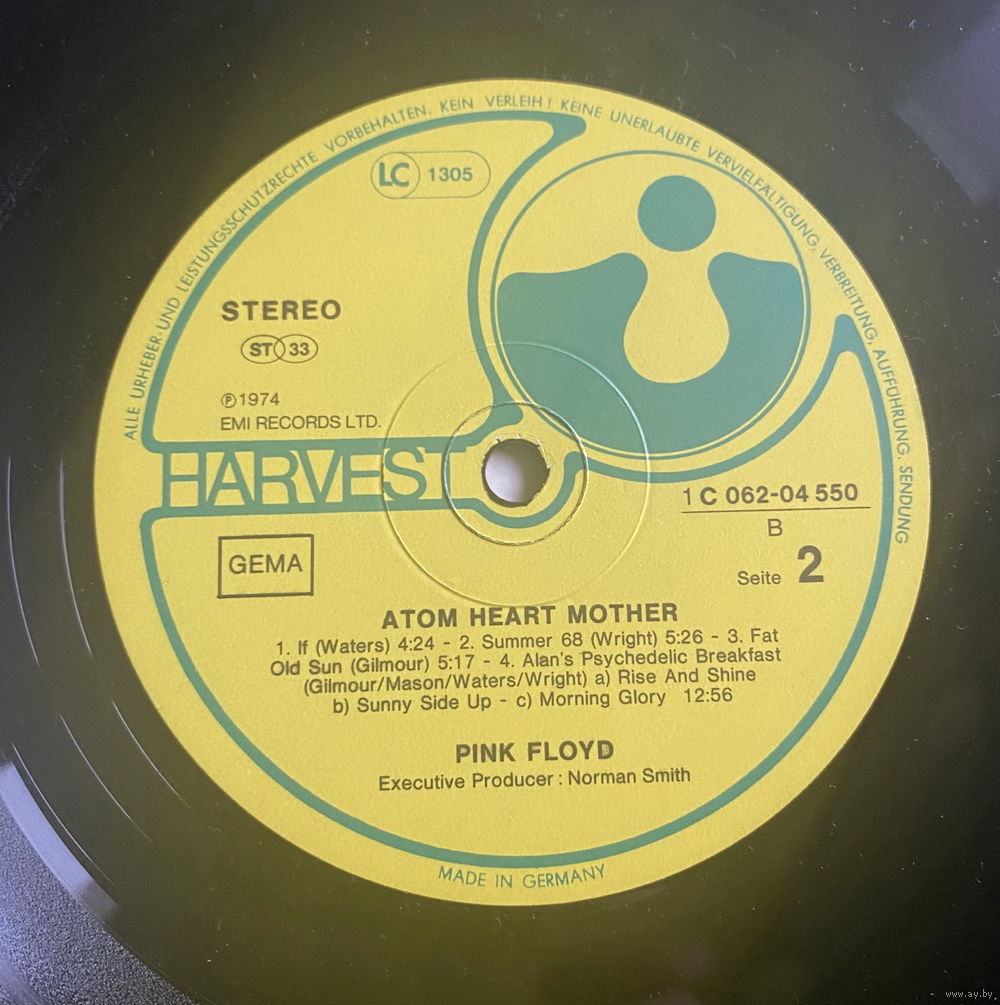 ALLE URHEBER- UND LEISTUNGSSCHUTZRECHTE VORBEHALTEN. KEIN VERLEIH! KEINE UNERLAUBTE VERVIELFÄLTIGUNG, VERBREITUNG, AUFFÜHRUNG, SENDUNG
LC 1305
STEREO
ST 33
Ⓟ 1974
EMI RECORDS LTD.
HARVEST
1 C 062-04 550
B
GEMA
Seite 2
ATOM HEART MOTHER
1. If (Waters) 4:24 - 2. Summer 68 (Wright) 5:26 - 3. Fat
Old Sun (Gilmour) 5:17 - 4. Alan's Psychedelic Breakfast
(Gilmour/Mason/Waters/Wright) a) Rise And Shine
b) Sunny Side Up - c) Morning Glory 12:56
PINK FLOYD
Executive Producer : Norman Smith
MADE IN GERMANY
www.ay.by